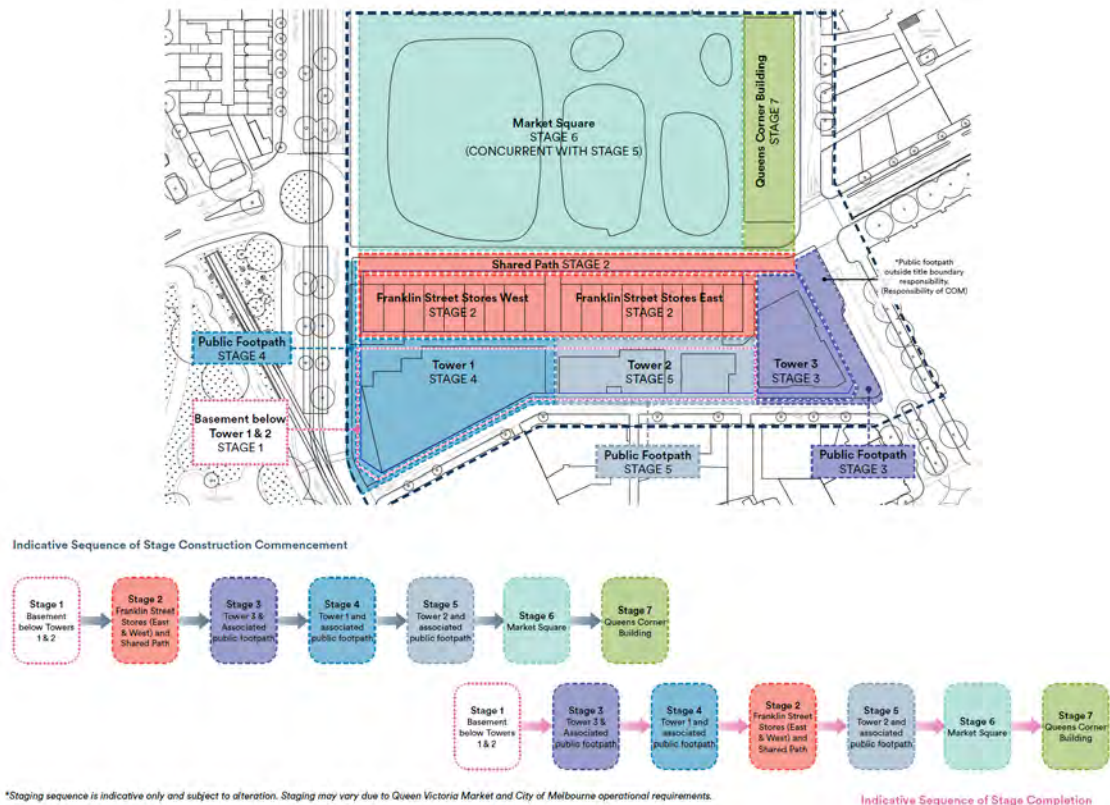 Market Square
STAGE 6
(CONCURRENT WITH STAGE 5)
Queens Corner Building
STAGE 7
Shared Path STAGE 2
*Public footpath
outside title boundary
responsibility.
(Responsibility of COM)
Franklin Street Stores West
STAGE 2
Franklin Street Stores East
STAGE 2
Public Footpath
STAGE 4
Tower 1
STAGE 4
Tower 2
STAGE 5
Tower 3
STAGE 3
Basement below
Tower 1 & 2
STAGE 1
Public Footpath
STAGE 5
Public Footpath
STAGE 3
Indicative Sequence of Stage Construction Commencement
Stage 1
Basement
below Towers
1 & 2
Stage 2
Franklin Street
Stores (East
& West) and
Shared Path
Stage 3
Tower 3 &
Associated
public footpath
Stage 4
Tower 1 and
associated
public footpath
Stage 5
Tower 2 and
associated
public footpath
Stage 6
Market Square
Stage 7
Queens Corner
Building
Stage 1
Basement
below Towers
1 & 2
Stage 3
Tower 3 &
Associated
public footpath
Stage 4
Tower 1 and
associated
public footpath
Stage 2
Franklin Street
Stores (East
& West) and
Shared Path
Stage 5
Tower 2 and
associated
public footpath
Stage 6
Market Square
Stage 7
Queens Corner
Building
*Staging sequence is indicative only and subject to alteration. Staging may vary due to Queen Victoria Market and City of Melbourne operational requirements.
Indicative Sequence of Stage Completion